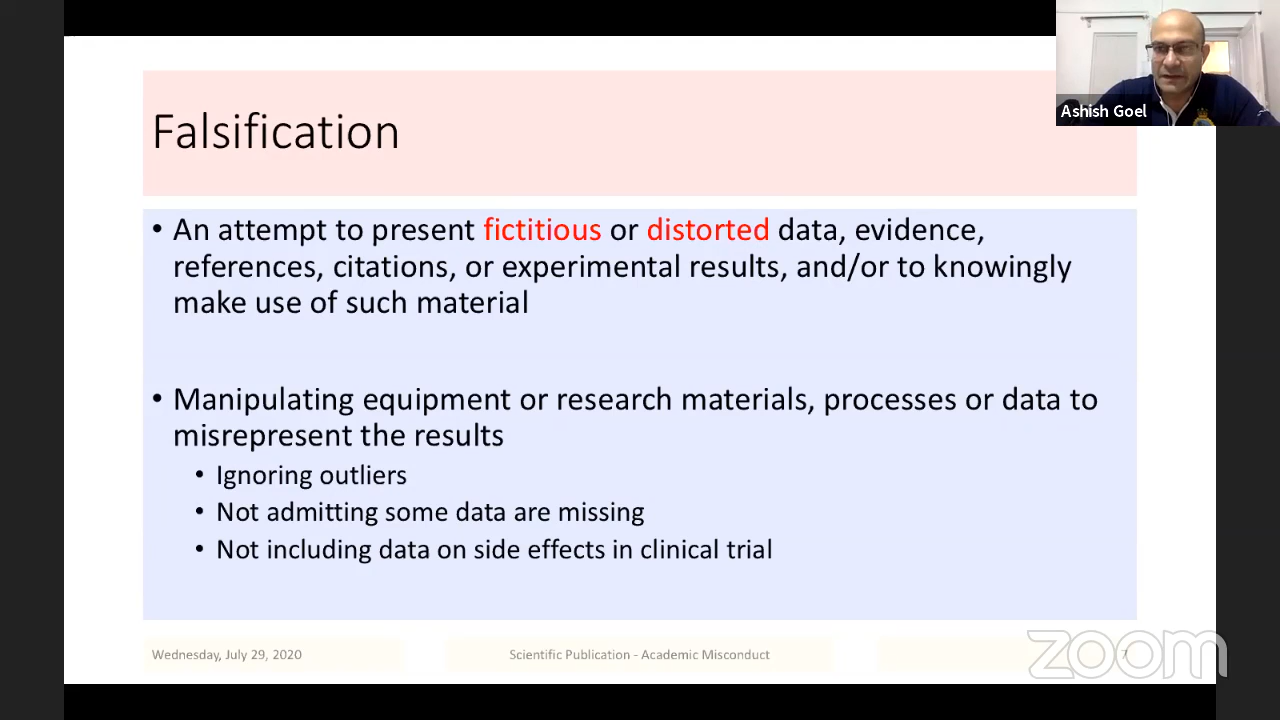 Falsification
Ashish Goel
• An attempt to present fictitious or distorted data, evidence,
references, citations, or experimental results, and/or to knowingly
make use of such material
• Manipulating equipment or research materials, processes or data to
misrepresent the results
• Ignoring outliers
• Not admitting some data are missing
• Not including data on side effects in clinical trial
Wednesday, July 29, 2020
Scientific Publication - Academic Misconduct
7
zoom